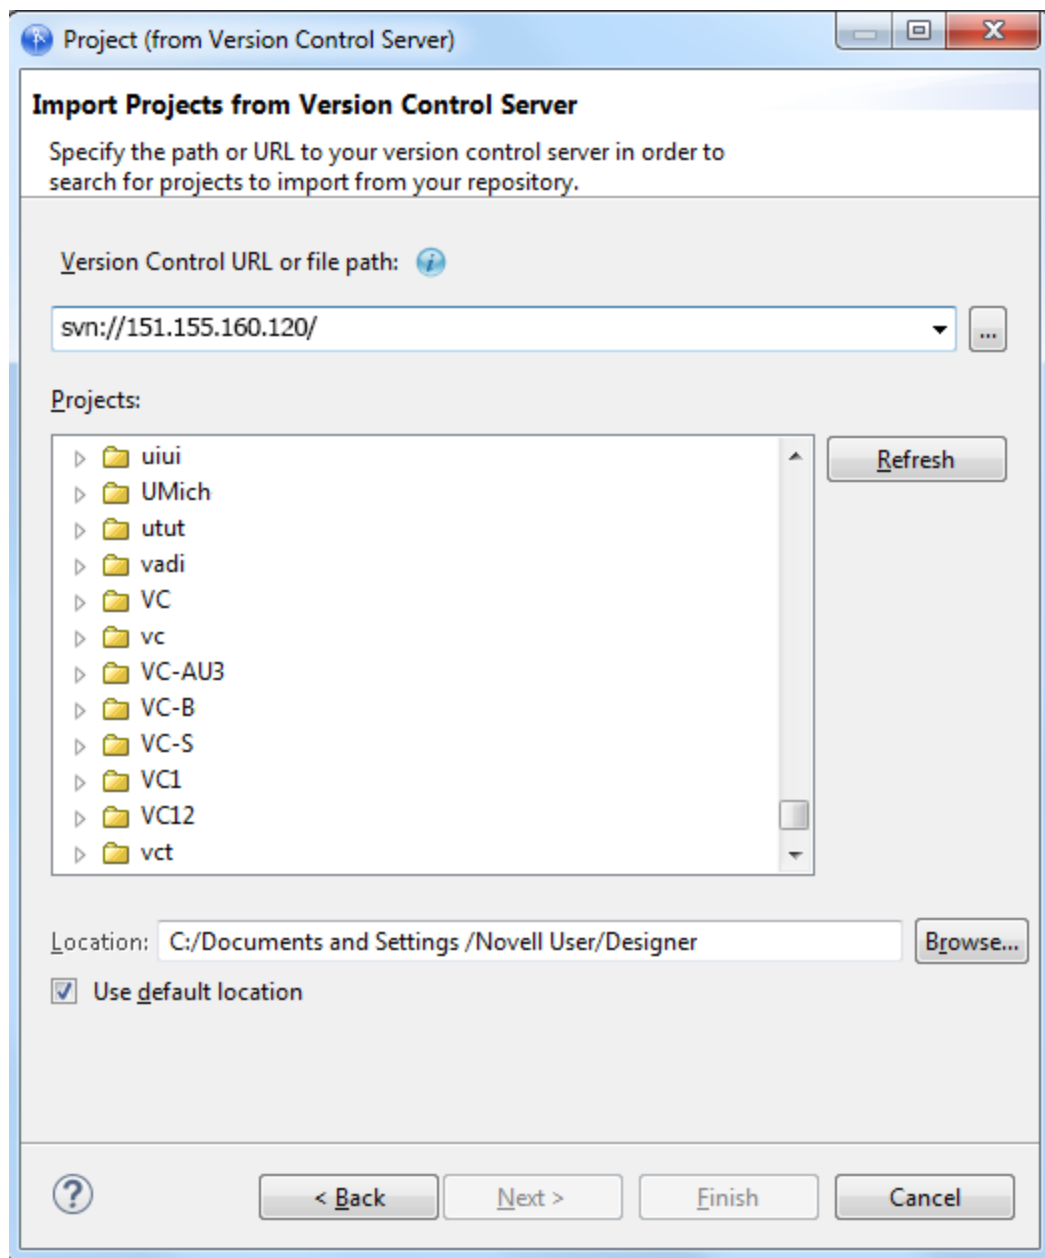 Project (from Version Control Server)
Import Projects from Version Control Server
Specify the path or URL to your version control server in order to
search for projects to import from your repository.
Version Control URL or file path:
svn://151.155.160.120/
...
Projects:
uiui
UMich
utut
vadi
VC
vc
VC-AU3
VC-B
VC-S
VC1
VC12
vct
Refresh
Location: C:/Documents and Settings /Novell User/Designer Browse...
Use default location
< Back Next > Finish Cancel